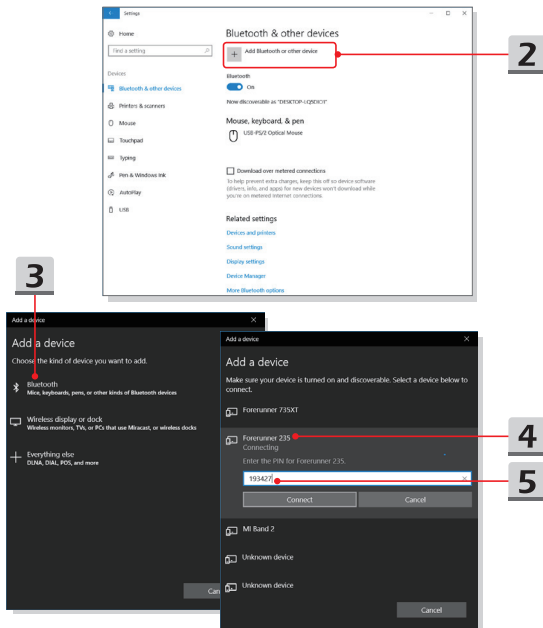 Settings
Home
Find a setting
Devices
Bluetooth & other devices
Printers & scanners
Mouse
Touchpad
Typing
Pen & Windows Ink
AutoPlay
USB
Bluetooth & other devices
Add Bluetooth or other device
Bluetooth
On
Now discoverable as "DESKTOP-LQSDIOT"
Mouse, keyboard, & pen
USB-PS/2 Optical Mouse
Download over metered connections
To help prevent extra charges, keep this off so device software
(drivers, info, and apps) for new devices won't download while
you're on metered Internet connections.
Related settings
Devices and printers
Sound settings
Display settings
Device Manager
More Bluetooth options
2
3
Add a device
Add a device
Choose the kind of device you want to add.
Bluetooth
Mice, keyboards, pens, or other kinds of Bluetooth devices
Wireless display or dock
Wireless monitors, TVs, or PCs that use Miracast, or wireless docks
Everything else
DLNA, DIAL, POS, and more
Can
Add a device
Add a device
Make sure your device is turned on and discoverable. Select a device below to
connect.
Forerunner 735XT
Forerunner 235
Connecting
Enter the PIN for Forerunner 235.
193427
Connect Cancel
MI Band 2
Unknown device
Unknown device
Cancel
4
5